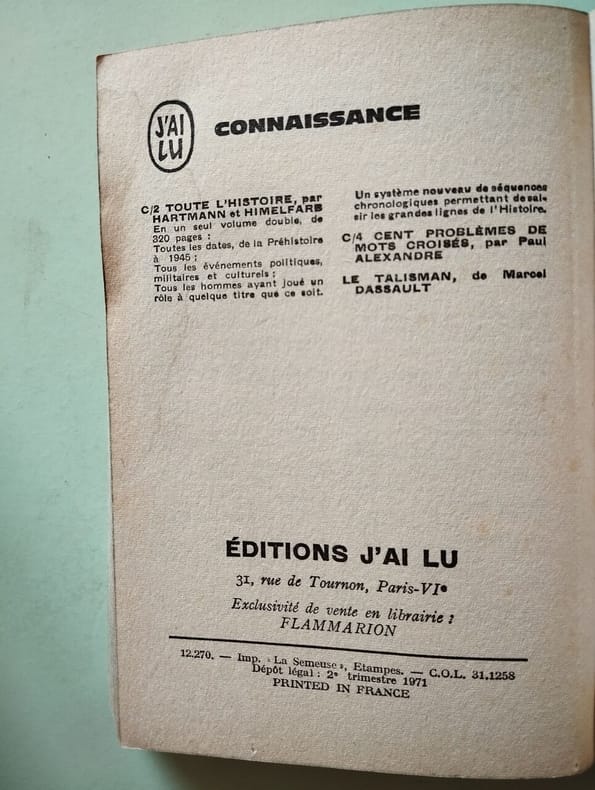 J'AI
LU
CONNAISSANCE
C/2 TOUTE L'HISTOIRE, par
HARTMANN et HIMELFARB
En un seul volume double, de
320 pages :
Toutes les dates, de la Préhistoire
à 1945 ;
Tous les événements politiques,
militaires et culturels ;
Tous les hommes ayant joué un
rôle à quelque titre que ce soit.
Un système nouveau de séquences
chronologiques permettant de sai-
sir les grandes lignes de l'Histoire.
C/4 CENT PROBLÈMES DE
MOTS CROISÉS, par Paul
ALEXANDRE
LE TALISMAN, de Marcel
DASSAULT
ÉDITIONS J'AI LU
31, rue de Tournon, Paris-VIe
Exclusivité de vente en librairie :
FLAMMARION
12.270. — Imp. « La Semeuse », Etampes. — C.O.L. 31.1258
Dépôt légal : 2e trimestre 1971
PRINTED IN FRANCE